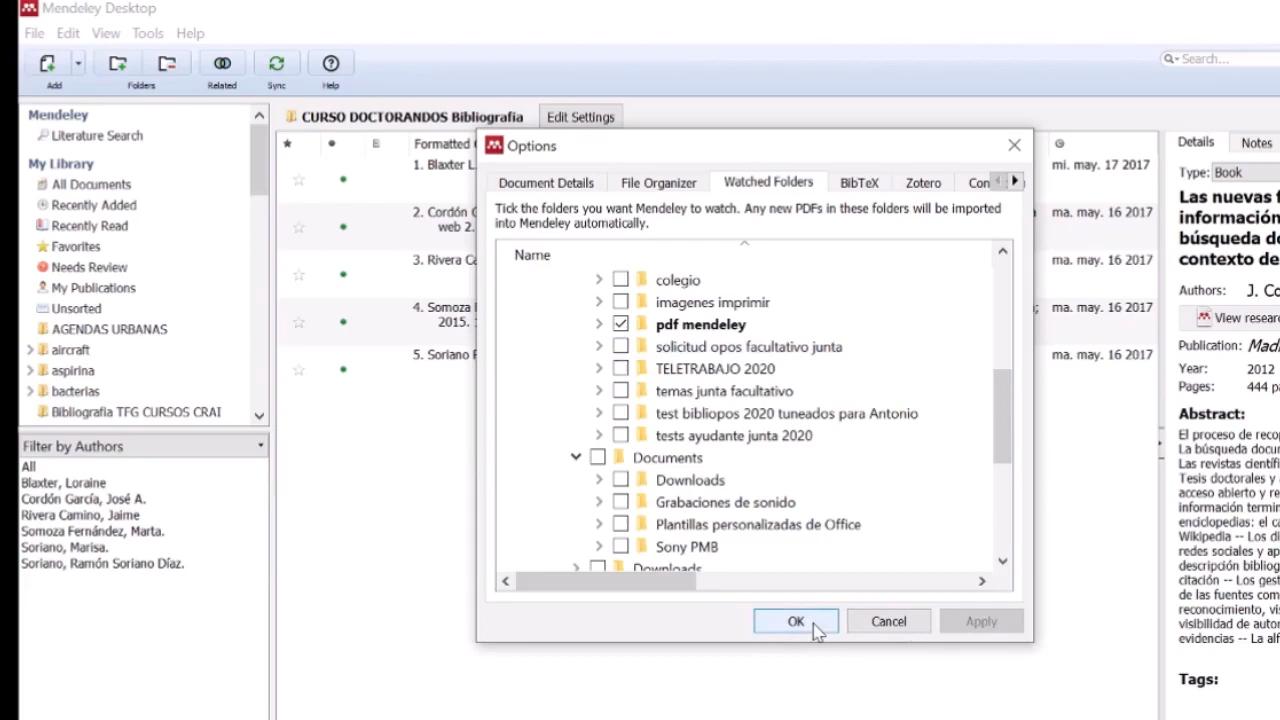 Mendeley Desktop
File Edit View Tools Help
Add Folders Related Sync Help
Search...
Mendeley
Literature Search
My Library
All Documents
Recently Added
Recently Read
Favorites
Needs Review
My Publications
Unsorted
AGENDAS URBANAS
aircraft
aspirina
bacterias
Bibliografia TFG CURSOS CRAI
Filter by Authors
All
Blaxter, Loraine
Cordón García, José A.
Rivera Camino, Jaime
Somoza Fernández, Marta.
Soriano, Marisa.
Soriano, Ramón Soriano Díaz.
CURSO DOCTORANDOS Bibliografia Edit Settings
Formatted
1. Blaxter L
2. Cordón G
web 2.
3. Rivera Ca
4. Somoza
2015.
5. Soriano
mi. may. 17 2017
ma. may. 16 2017
ma. may. 16 2017
ma. may. 16 2017
ma. may. 16 2017
Options
Document Details File Organizer Watched Folders BibTeX Zotero Con
Tick the folders you want Mendeley to watch. Any new PDFs in these folders will be imported
into Mendeley automatically.
Name
colegio
imagenes imprimir
pdf mendeley
solicitud opos facultativo junta
TELETRABAJO 2020
temas junta facultativo
test bibliopos 2020 tuneados para Antonio
tests ayudante junta 2020
Documents
Downloads
Grabaciones de sonido
Plantillas personalizadas de Office
Sony PMB
Downloads
OK Cancel Apply
Details Notes
Type: Book
Las nuevas
información
búsqueda d
contexto de
Authors: J. Co
View resear
Publication: Mad
Year: 2012
Pages: 444 p
Abstract:
El proceso de reco
La búsqueda docu
Las revistas científi
Tesis doctorales y
acceso abierto y re
información termin
enciclopedias: el ca
Wikipedia -- Los di
redes sociales y ap
descripción bibliog
citación -- Los gest
de las fuentes com
reconocimiento, vis
visibilidad de autor
evidencias -- La alf
Tags: